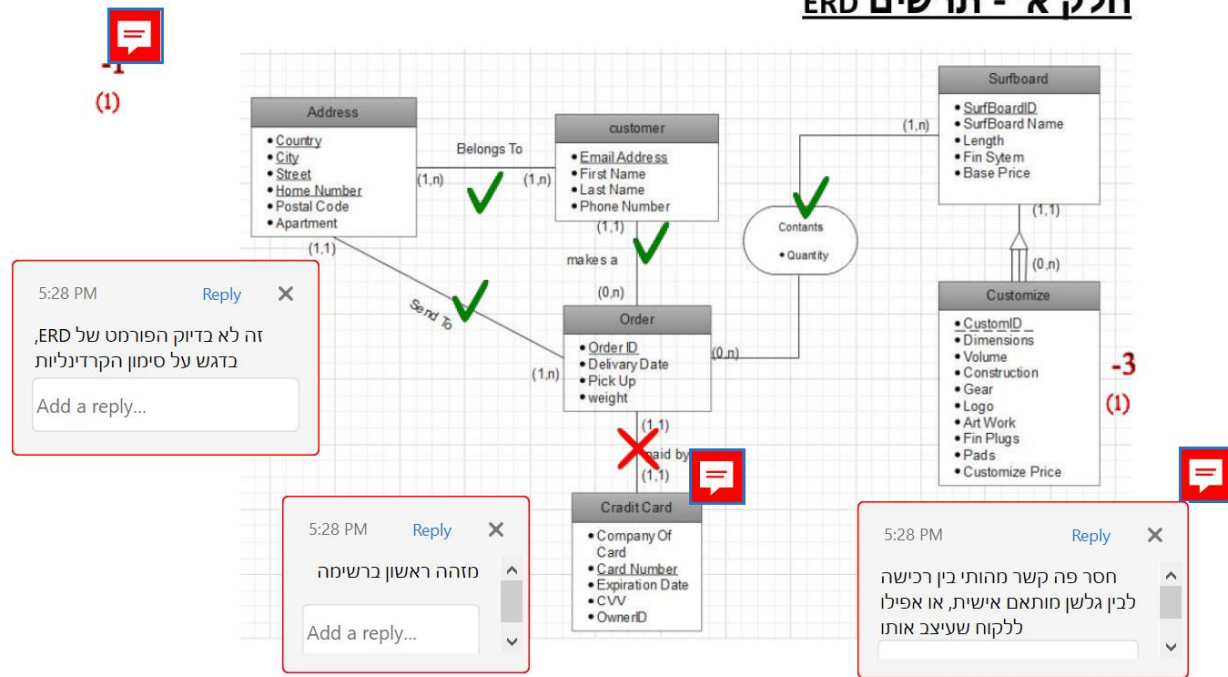 חלק א' - תרשים ERD
-1
(1)
Address
• Country
• City
• Street
• Home Number
• Postal Code
• Apartment
Belongs To
(1,n)
(1,n)
customer
• Email Address
• First Name
• Last Name
• Phone Number
(1,n)
Surfboard
• SurfBoardID
• SurfBoard Name
• Length
• Fin Sytem
• Base Price
(1,1)
(1,1)
makes a
(0,n)
Contants
• Quantity
(1,1)
(0,n)
Send To
(1,n)
Order
• Order ID
• Delivary Date
• Pick Up
• weight
(0,n)
Customize
• CustomID
• Dimensions
• Volume
• Construction
• Gear
• Logo
• Art Work
• Fin Plugs
• Pads
• Customize Price
-3
(1)
5:28 PM Reply
זה לא בדיוק הפורמט של ERD,
בדגש על סימון הקרדינליות
Add a reply...
(1,1)
paid by
(1,1)
Cradit Card
• Company Of
Card
• Card Number
• Expiration Date
• CVV
• OwnerID
5:28 PM Reply
מזהה ראשון ברשימה
Add a reply...
5:28 PM Reply
חסר פה קשר מהותי בין רכישה
לבין גלשן מותאם אישית, או אפילו
ללקוח שעיצב אותו